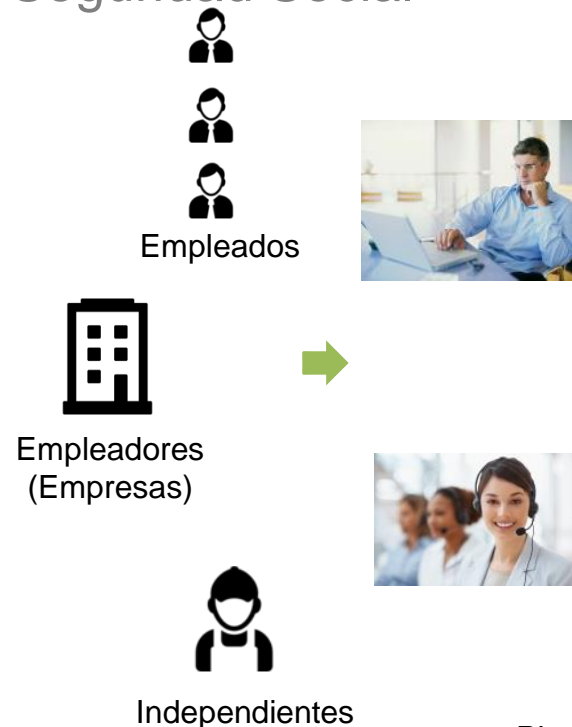 Seguridad Social
Empleados
Empleadores
(Empresas)
Independientes